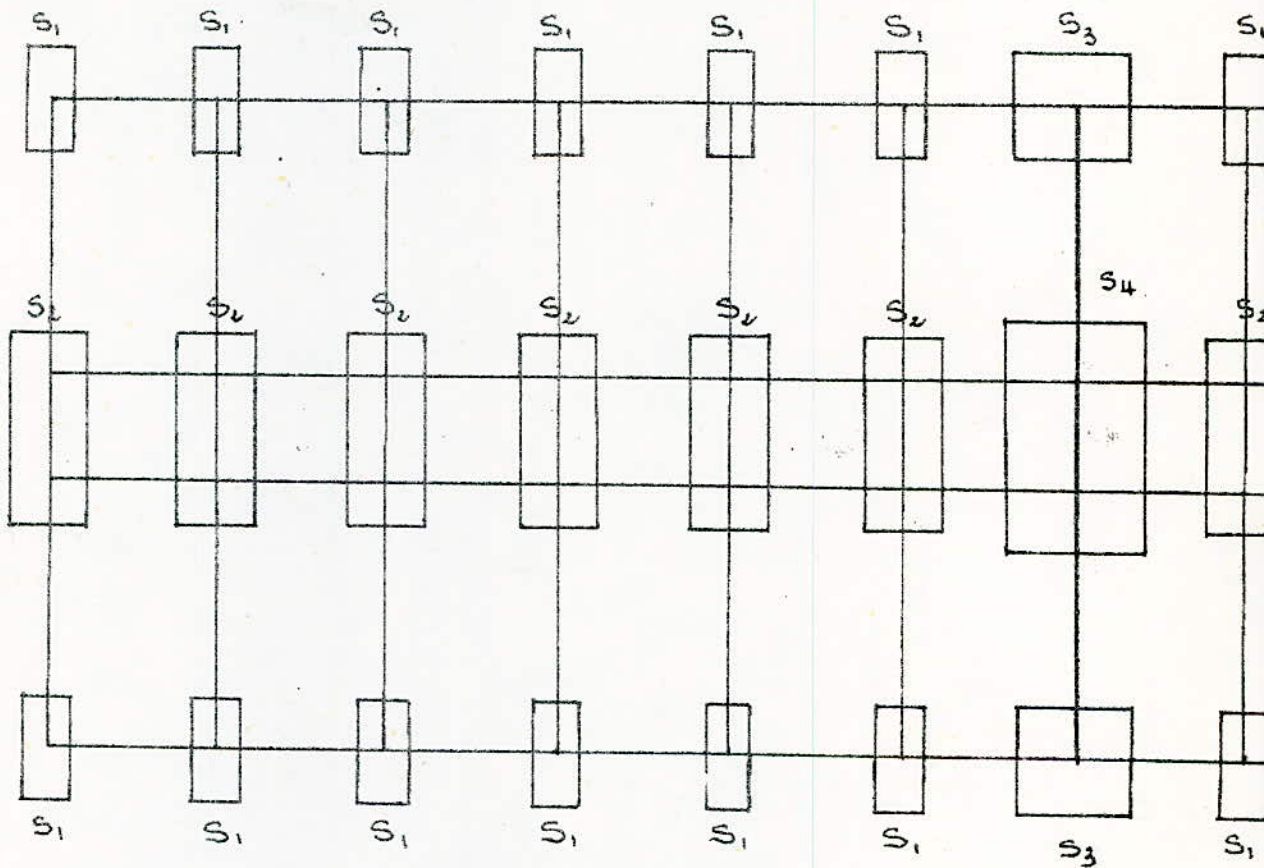 S₁ S₁ S₁ S₁ S₁ S₁ S₃ S₁
S₄
S₂ S₂ S₂ S₂ S₂ S₂ S₂
S₁ S₁ S₁ S₁ S₁ S₁ S₃ S₁